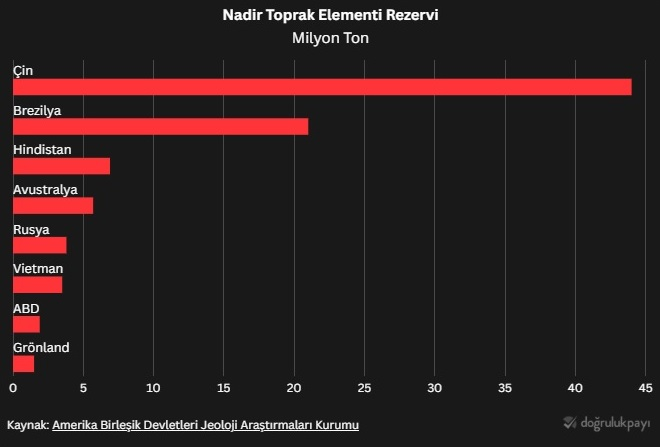 Nadir Toprak Elementi Rezervi
Milyon Ton
Çin
Brezilya
Hindistan
Avustralya
Rusya
Vietman
ABD
Grönland
0 5 10 15 20 25 30 35 40 45
Kaynak: Amerika Birleşik Devletleri Jeoloji Araştırmaları Kurumu
doğrulukpayı